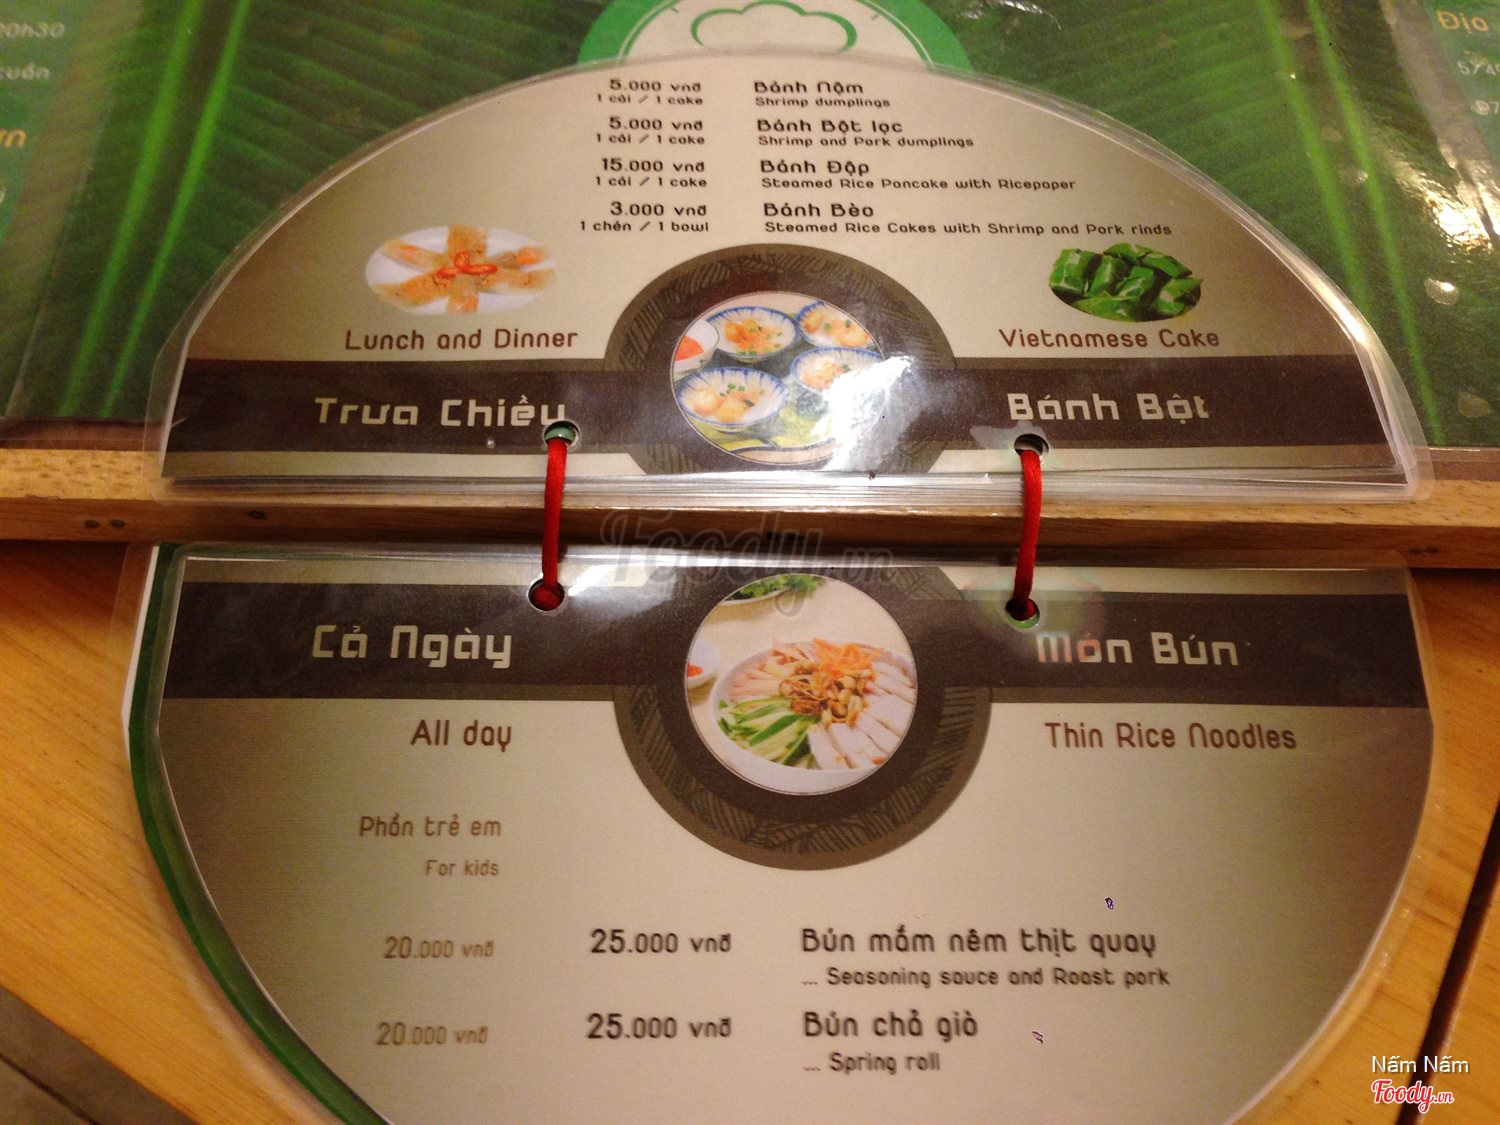 20h30
tuần
Địa
5.000 vnđ Bánh Nậm
1 cái / 1 cake Shrimp dumplings
5.000 vnđ Bánh Bột lọc
1 cái / 1 cake Shrimp and Pork dumplings
15.000 vnđ Bánh Đập
1 cái / 1 cake Steamed Rice Pancake with Ricepaper
3.000 vnđ Bánh Bèo
1 chén / 1 bowl Steamed Rice Cakes with Shrimp and Pork rinds
Lunch and Dinner Vietnamese Cake
Trưa Chiều Bánh Bột
Foody.vn
Cả Ngày Món Bún
All day Thin Rice Noodles
Phần trẻ em
For kids
20.000 vnđ 25.000 vnđ Bún mắm nêm thịt quay
... Seasoning sauce and Roast pork
20.000 vnđ 25.000 vnđ Bún chả giò
... Spring roll
Nấm Nấm
Foody.vn